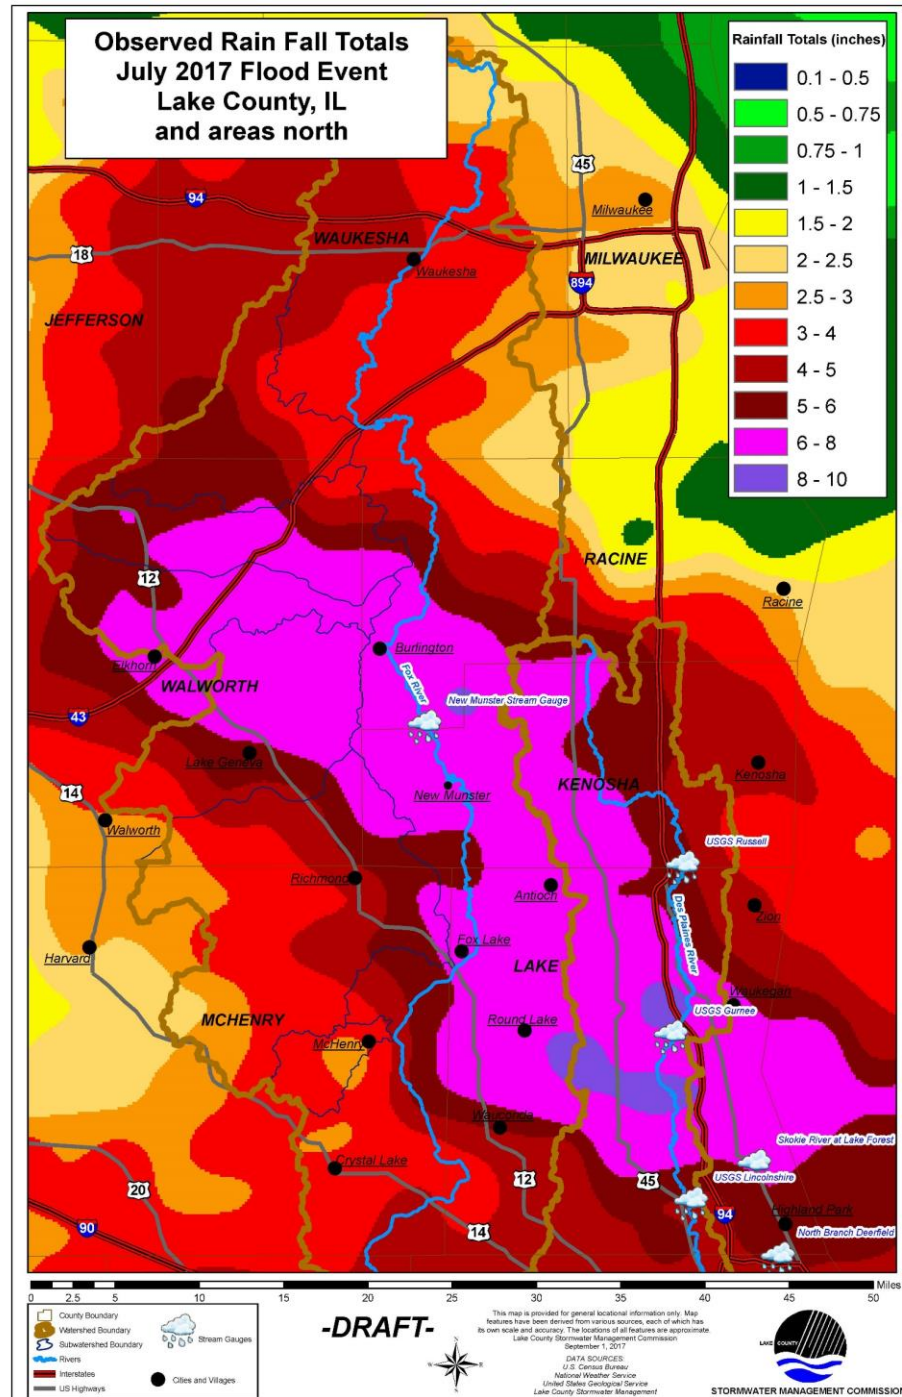 Observed Rain Fall Totals
July 2017 Flood Event
Lake County, IL
and areas north
Rainfall Totals (inches)
0.1 - 0.5
0.5 - 0.75
0.75 - 1
1 - 1.5
1.5 - 2
2 - 2.5
2.5 - 3
3 - 4
4 - 5
5 - 6
6 - 8
8 - 10
45
94
Milwaukee
WAUKESHA
18
Waukesha
MILWAUKEE
894
JEFFERSON
12
RACINE
Racine
Elkhorn
Burlington
WALWORTH
Fox River
New Munster Stream Gauge
43
Lake Geneva
KENOSHA
Kenosha
New Munster
14
Walworth
USGS Russell
Richmond
Antioch
Zion
Des Plaines River
Harvard
Fox Lake
LAKE
Waukegan
USGS Gurnee
MCHENRY
Round Lake
McHenry
Wauconda
Skokie River at Lake Forest
Crystal Lake
USGS Lincolnshire
20
12
45
Highland Park
90
14
94
North Branch Deerfield
0 2.5 5 10 15 20 25 30 35 40 45 50
Miles
County Boundary
Watershed Boundary
Subwatershed Boundary
Rivers
Interstates
US Highways
Stream Gauges
Cities and Villages
-DRAFT-
N
W E
S
This map is provided for general locational information only. Map
features have been derived from various sources, each of which has
its own scale and accuracy. The locations of all features are approximate.
Lake County Stormwater Management Commission
September 1, 2017
DATA SOURCES:
U.S. Census Bureau
National Weather Service
United States Geological Service
Lake County Stormwater Management
LAKE COUNTY
STORMWATER MANAGEMENT COMMISSION